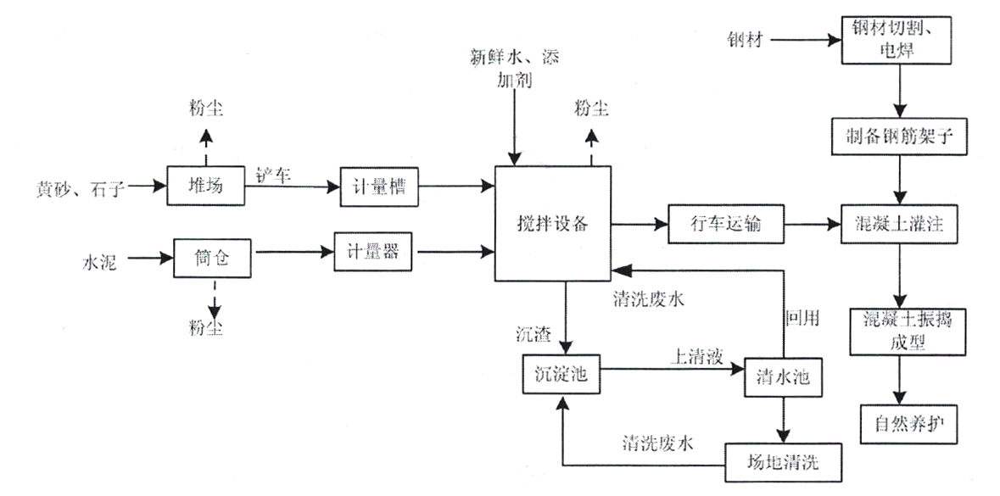 钢材
钢材切割、
电焊
新鲜水、添
加剂
粉尘
粉尘
制备钢筋架子
黄砂、石子
堆场
铲车
计量槽
搅拌设备
行车运输
混凝土灌注
水泥
筒仓
计量器
粉尘
清洗废水
回用
混凝土振捣
成型
沉渣
沉淀池
上清液
清水池
自然养护
清洗废水
场地清洗